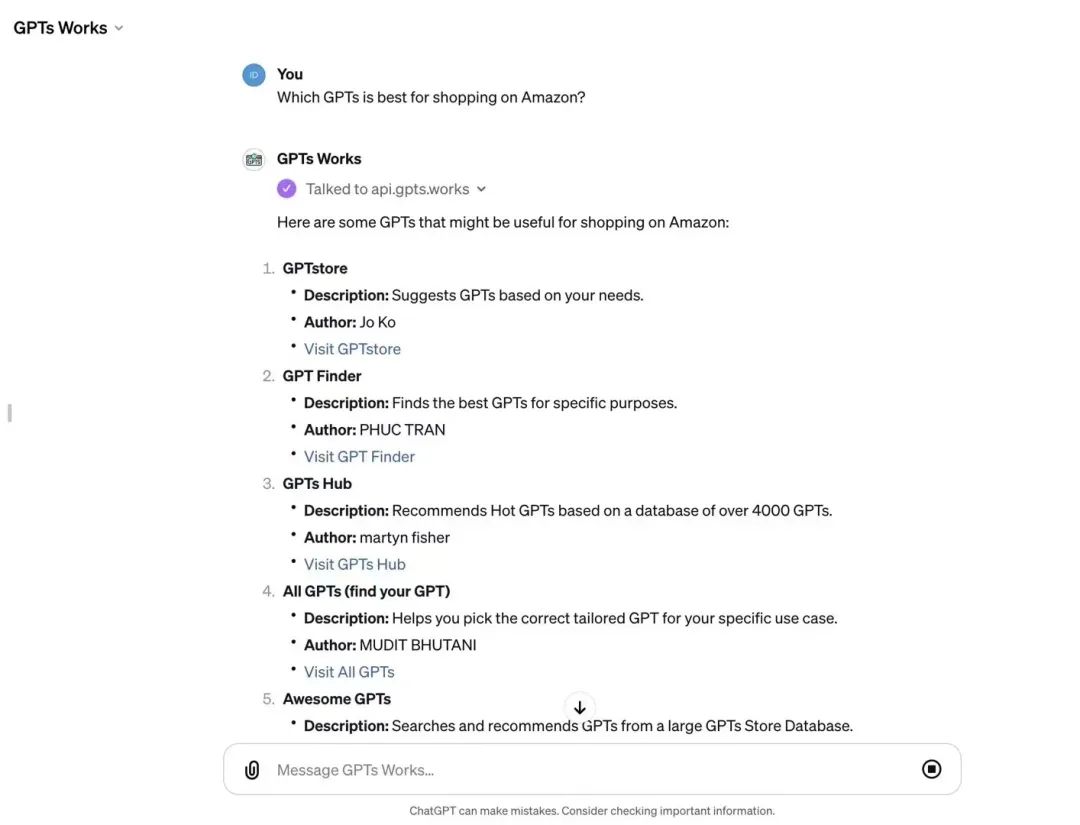 GPTs Works
You
Which GPTs is best for shopping on Amazon?
GPTs Works
Talked to api.gpts.works
Here are some GPTs that might be useful for shopping on Amazon:
1. GPTstore
• Description: Suggests GPTs based on your needs.
• Author: Jo Ko
• Visit GPTstore
2. GPT Finder
• Description: Finds the best GPTs for specific purposes.
• Author: PHUC TRAN
• Visit GPT Finder
3. GPTs Hub
• Description: Recommends Hot GPTs based on a database of over 4000 GPTs.
• Author: martyn fisher
• Visit GPTs Hub
4. All GPTs (find your GPT)
• Description: Helps you pick the correct tailored GPT for your specific use case.
• Author: MUDIT BHUTANI
• Visit All GPTs
5. Awesome GPTs
• Description: Searches and recommends GPTs from a large GPTs Store Database.
Message GPTs Works...
ChatGPT can make mistakes. Consider checking important information.